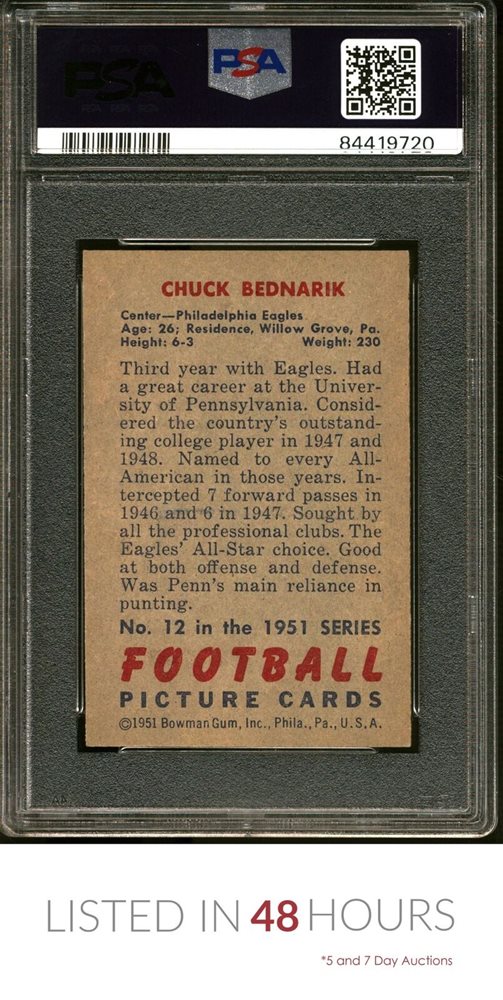 PSA
PSA
84419720
CHUCK BEDNARIK
Center—Philadelphia Eagles
Age: 26; Residence, Willow Grove, Pa.
Height: 6-3 Weight: 230
Third year with Eagles. Had
a great career at the Univer-
sity of Pennsylvania. Consid-
ered the country's outstand-
ing college player in 1947 and
1948. Named to every All-
American in those years. In-
tercepted 7 forward passes in
1946 and 6 in 1947. Sought by
all the professional clubs. The
Eagles' All-Star choice. Good
at both offense and defense.
Was Penn's main reliance in
punting.
No. 12 in the 1951 SERIES
FOOTBALL
PICTURE CARDS
©1951 Bowman Gum, Inc., Phila., Pa., U.S.A.
LISTED IN 48 HOURS
*5 and 7 Day Auctions